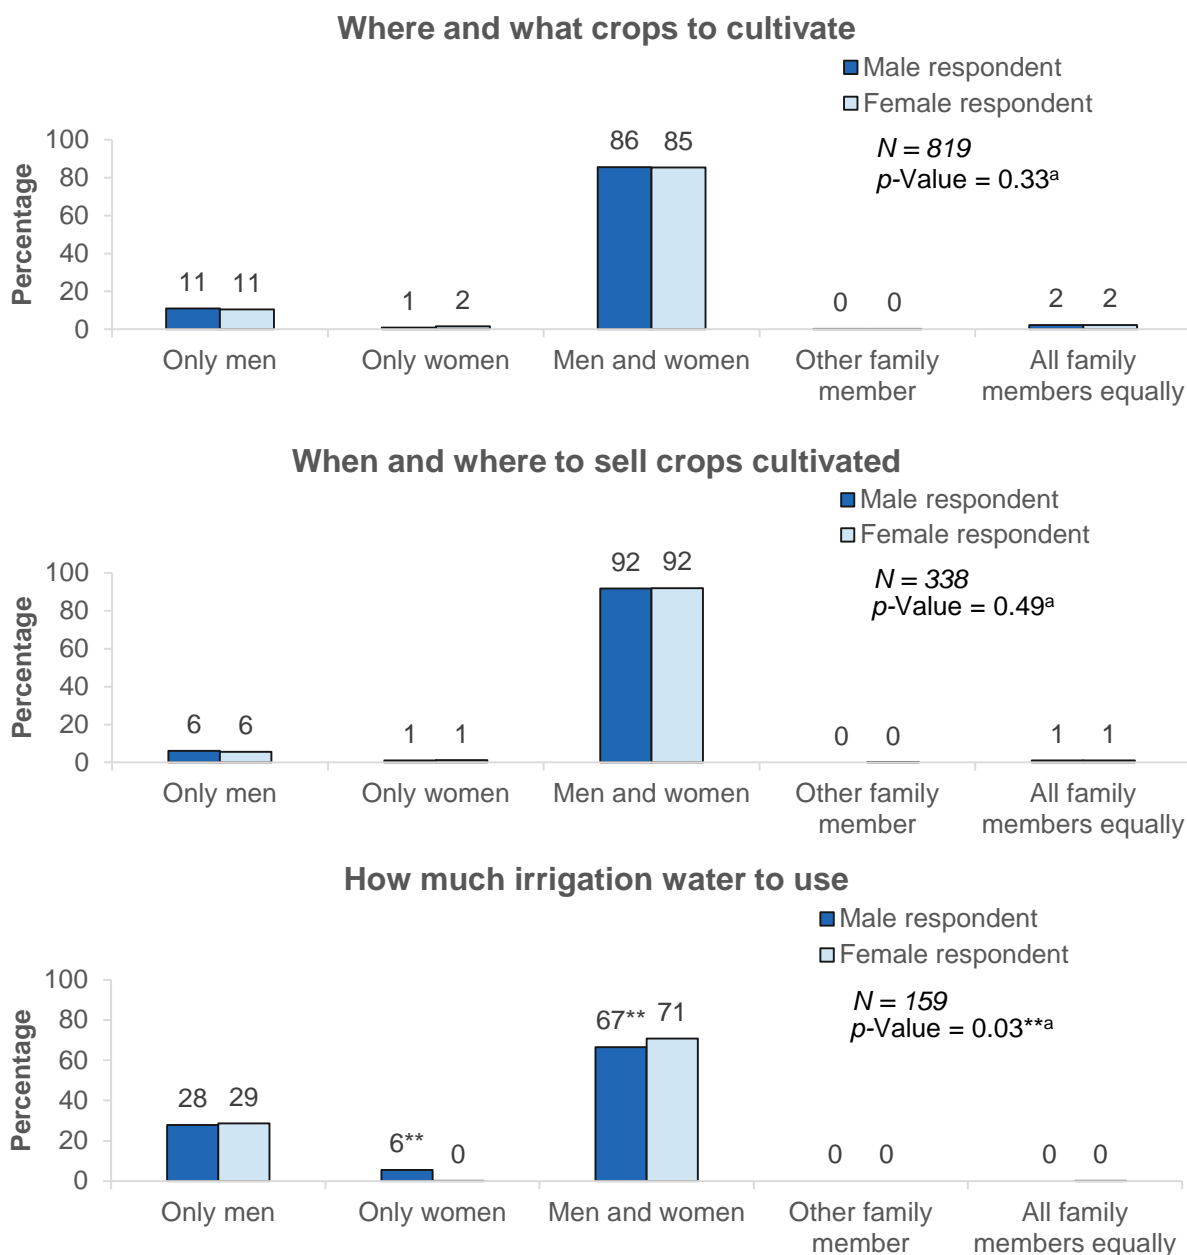 Where and what crops to cultivate
Male respondent
Female respondent
N = 819
p-Value = 0.33ᵃ
Percentage
100
80
60
40
20
0
11 11
1 2
86 85
0 0
2 2
Only men
Only women
Men and women
Other family
member
All family
members equally
When and where to sell crops cultivated
Male respondent
Female respondent
N = 338
p-Value = 0.49ᵃ
Percentage
100
80
60
40
20
0
6 6
1 1
92 92
0 0
1 1
Only men
Only women
Men and women
Other family
member
All family
members equally
How much irrigation water to use
Male respondent
Female respondent
N = 159
p-Value = 0.03**ᵃ
Percentage
100
80
60
40
20
0
28 29
6** 0
67** 71
0 0
0 0
Only men
Only women
Men and women
Other family
member
All family
members equally